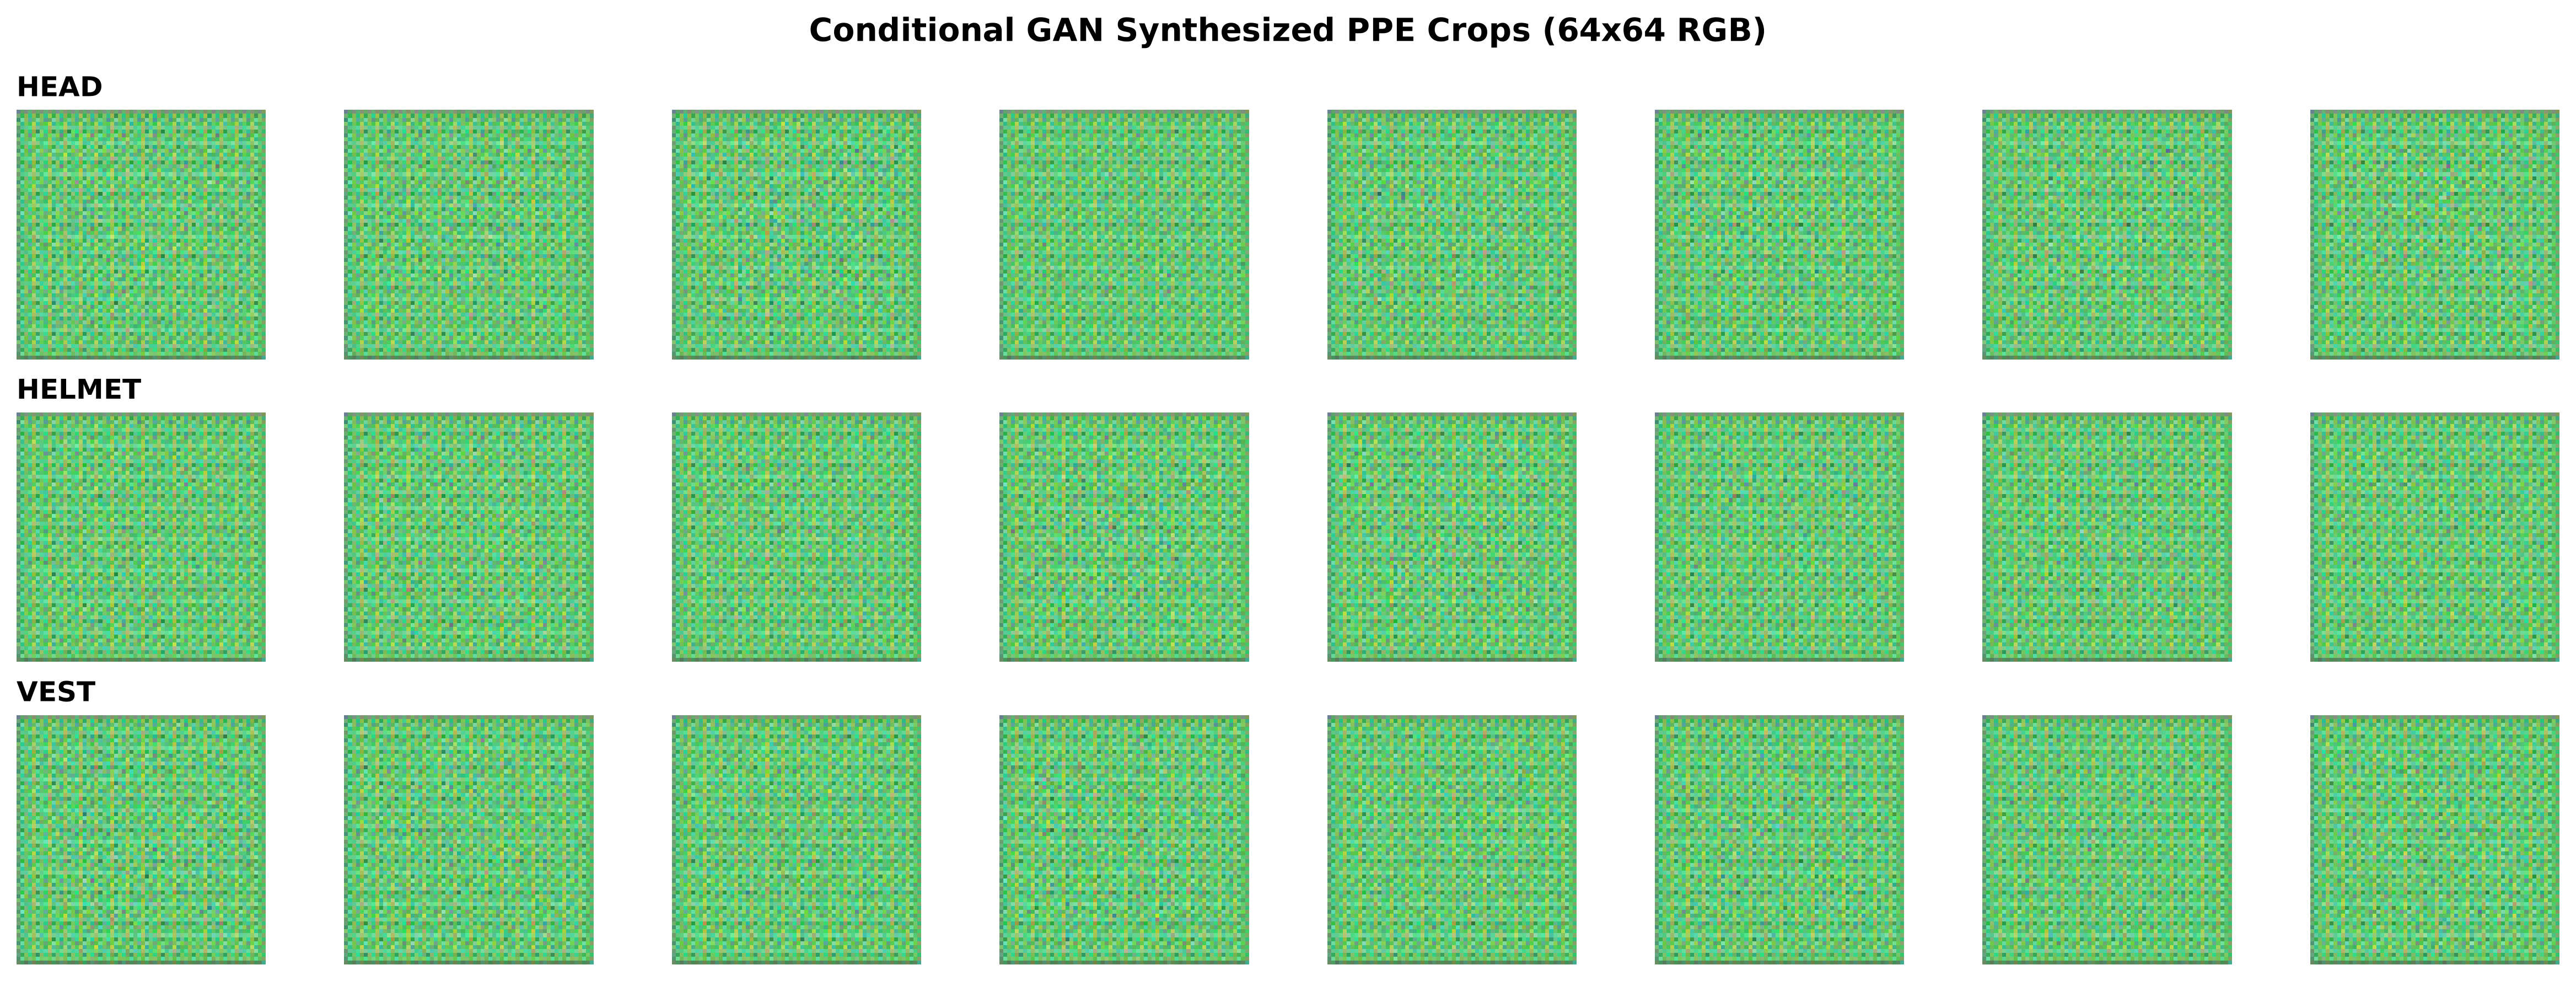 Conditional GAN Synthesized PPE Crops (64x64 RGB)
HEAD
HELMET
VEST